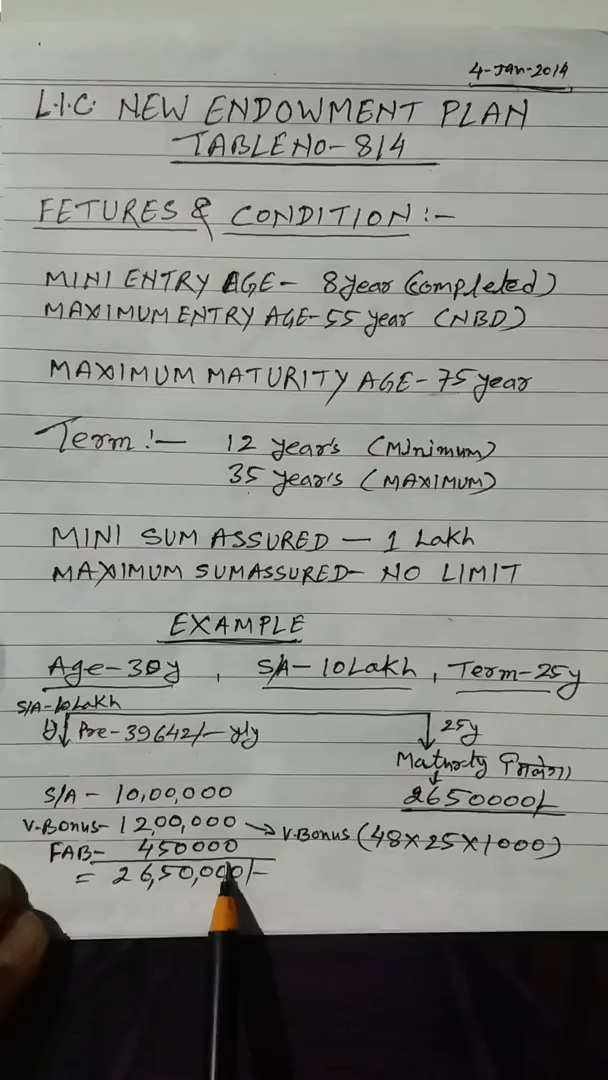 4-Jan-2014
L.I.C. NEW ENDOWMENT PLAN
TABLE NO-814
FETURES & CONDITION:-
MINI ENTRY AGE- 8 year (completed)
MAXIMUM ENTRY AGE-55 year (NBD)
MAXIMUM MATURITY AGE-75 year
Term:- 12 year's (Minimum)
35 year's (MAXIMUM)
MINI SUM ASSURED - 1 Lakh
MAXIMUM SUMASSURED- NO LIMIT
EXAMPLE
Age-30y, S/A-10Lakh, Term-25y
S/A-10Lakh
Pre-39642/- yly 25y
Maturity मिलेगा
2650000/-
S/A - 10,00,000
V.Bonus- 12,00,000 → V.Bonus (48×25×1000)
FAB- 450000
= 26,50,000/-